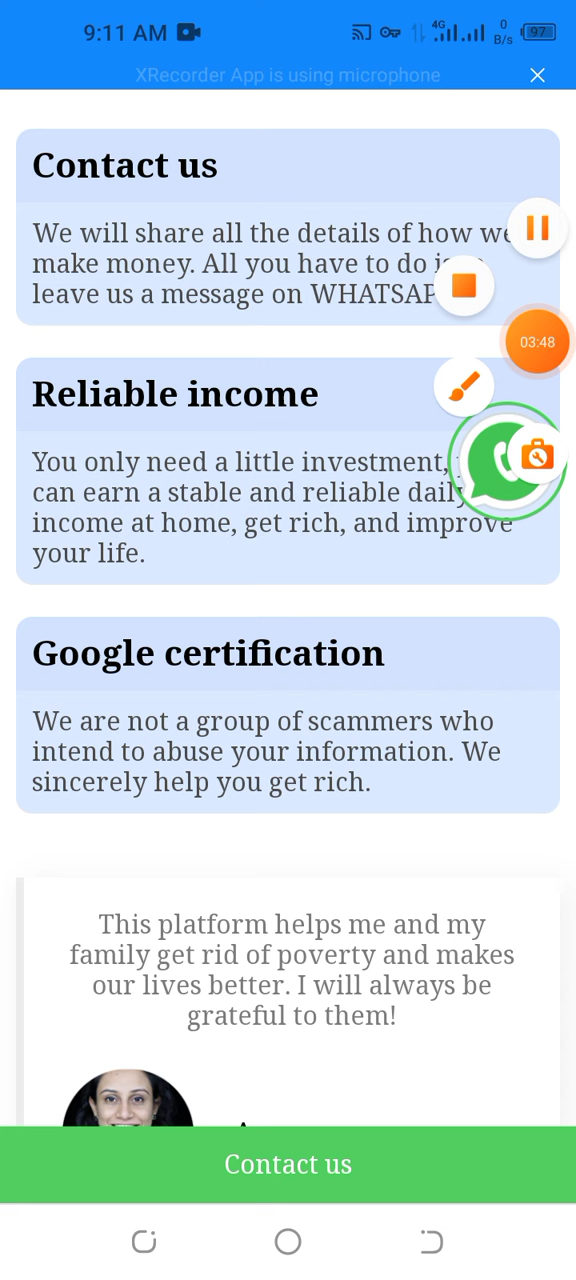 9:11 AM
4G
0
B/s
97
XRecorder App is using microphone
Contact us
We will share all the details of how we
make money. All you have to do
leave us a message on WHATSAP
03:48
Reliable income
You only need a little investment,
can earn a stable and reliable daily
income at home, get rich, and improve
your life.
Google certification
We are not a group of scammers who
intend to abuse your information. We
sincerely help you get rich.
This platform helps me and my
family get rid of poverty and makes
our lives better. I will always be
grateful to them!
Contact us